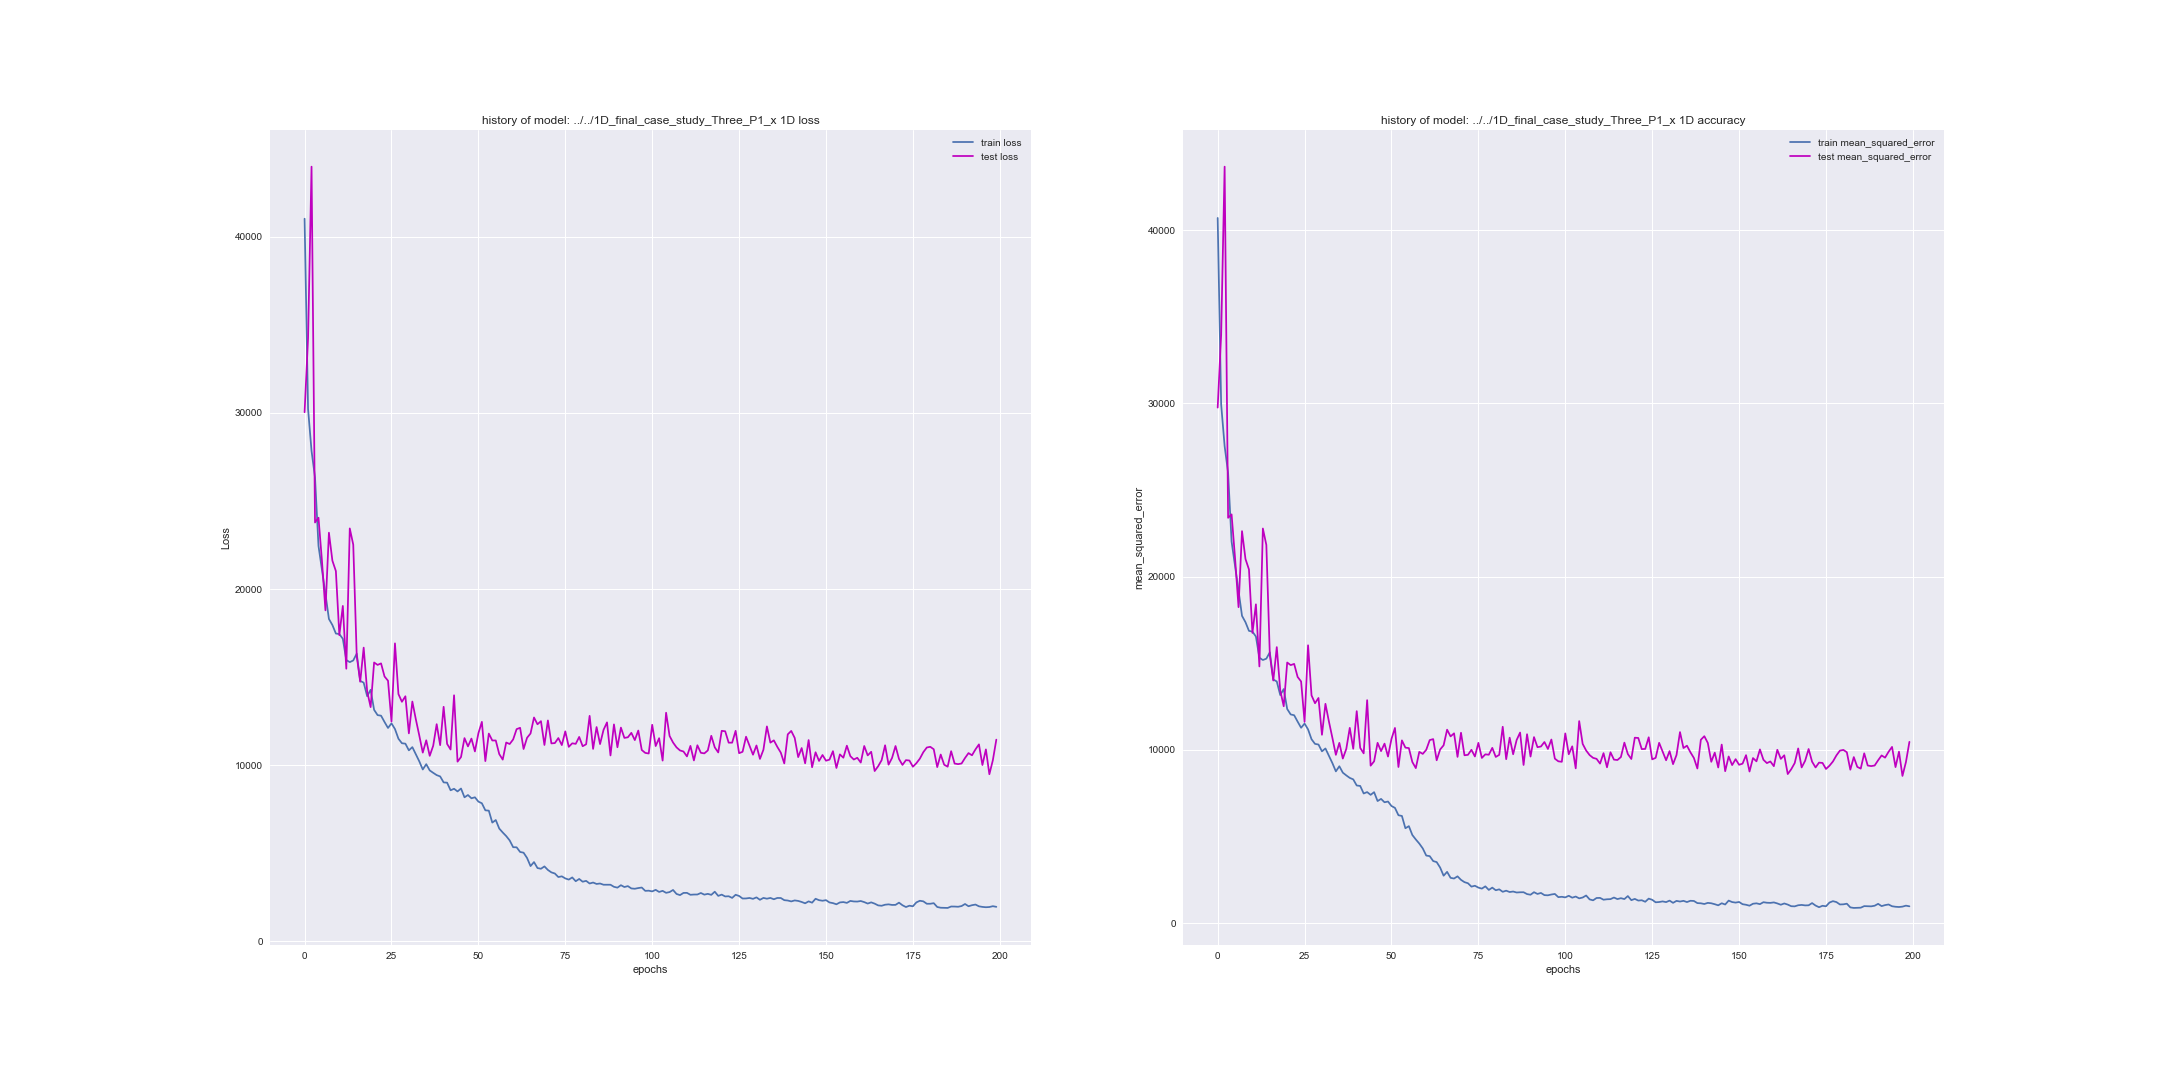 history of model: ../../1D_final_case_study_Three_P1_x 1D loss
train loss
test loss
40000
30000
20000
10000
0
Loss
0 25 50 75 100 125 150 175 200
epochs
history of model: ../../1D_final_case_study_Three_P1_x 1D accuracy
train mean_squared_error
test mean_squared_error
40000
30000
20000
10000
0
mean_squared_error
0 25 50 75 100 125 150 175 200
epochs